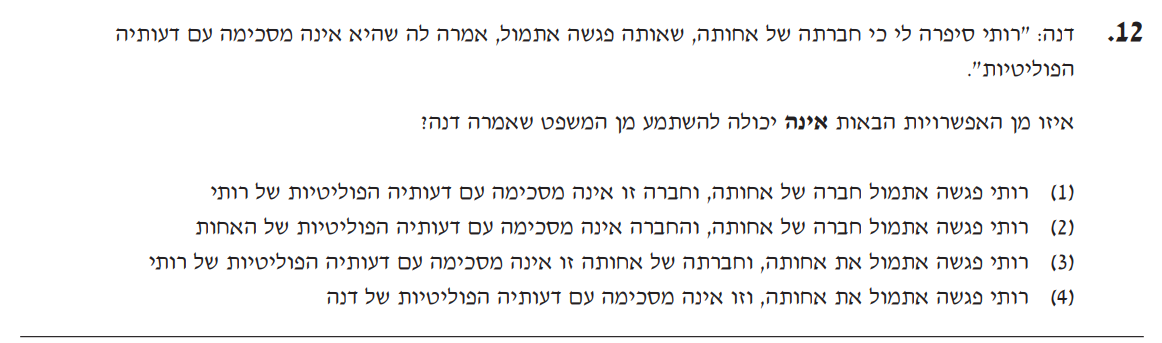 12. דנה: "רותי סיפרה לי כי חברתה של אחותה, שאותה פגשה אתמול, אמרה לה שהיא אינה מסכימה עם דעותיה
הפוליטיות".
איזו מן האפשרויות הבאות אינה יכולה להשתמע מן המשפט שאמרה דנה?
(1) רותי פגשה אתמול חברה של אחותה, וחברה זו אינה מסכימה עם דעותיה הפוליטיות של רותי
(2) רותי פגשה אתמול חברה של אחותה, והחברה אינה מסכימה עם דעותיה הפוליטיות של האחות
(3) רותי פגשה אתמול את אחותה, וחברתה של אחותה זו אינה מסכימה עם דעותיה הפוליטיות של רותי
(4) רותי פגשה אתמול את אחותה, וזו אינה מסכימה עם דעותיה הפוליטיות של דנה